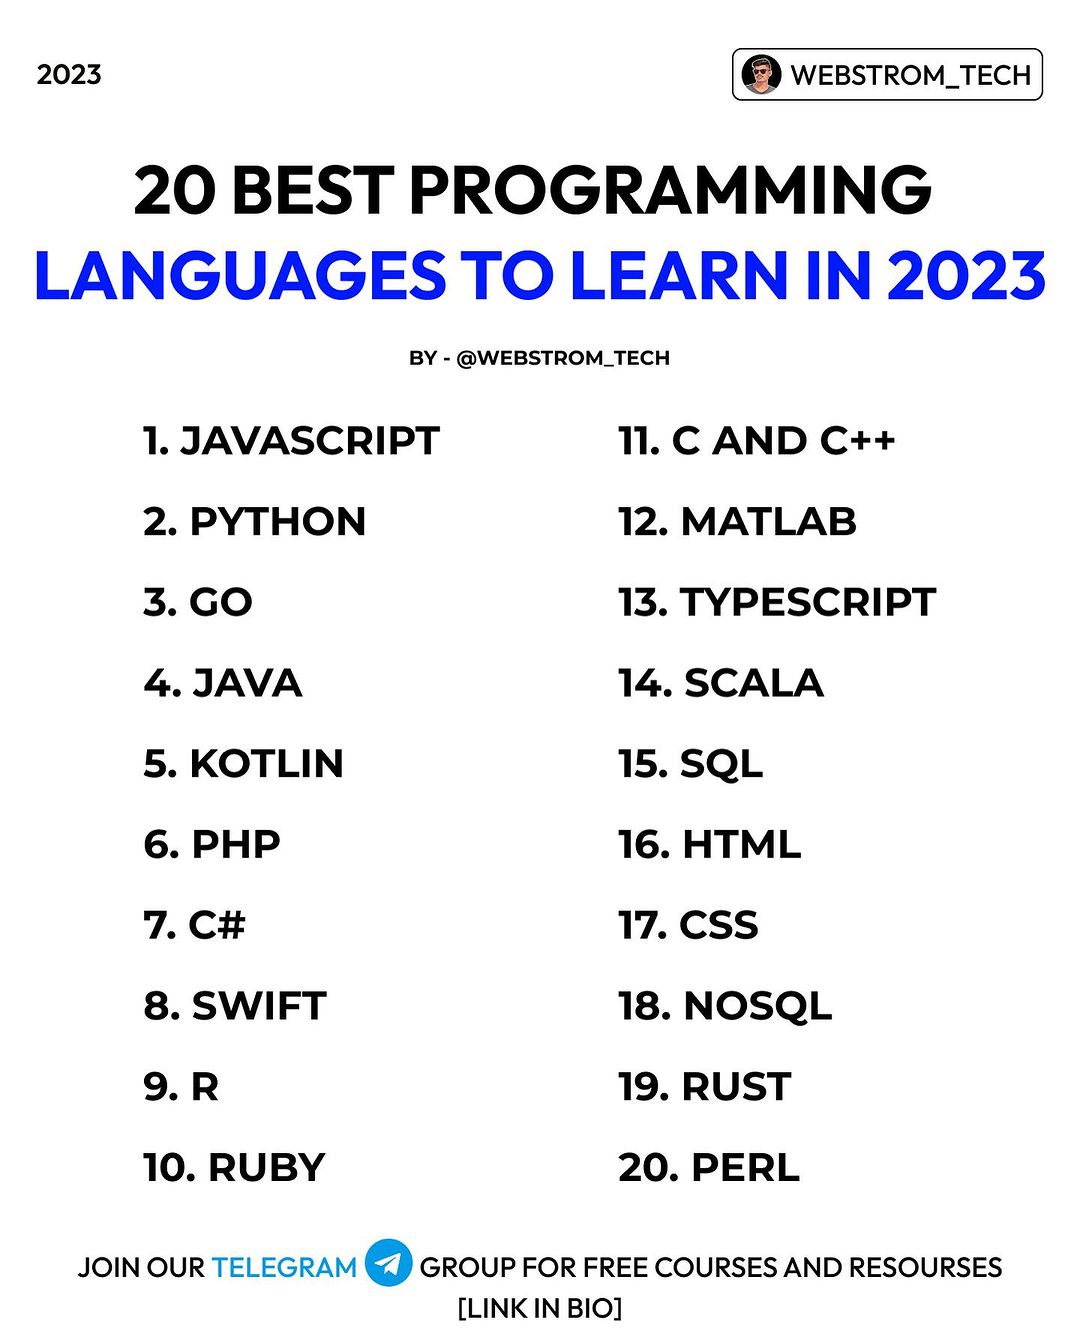 2023
WEBSTROM_TECH
20 BEST PROGRAMMING
LANGUAGES TO LEARN IN 2023
BY - @WEBSTROM_TECH
1. JAVASCRIPT
2. PYTHON
3. GO
4. JAVA
5. KOTLIN
6. PHP
7. C#
8. SWIFT
9. R
10. RUBY
11. C AND C++
12. MATLAB
13. TYPESCRIPT
14. SCALA
15. SQL
16. HTML
17. CSS
18. NOSQL
19. RUST
20. PERL
JOIN OUR TELEGRAM GROUP FOR FREE COURSES AND RESOURSES
[LINK IN BIO]